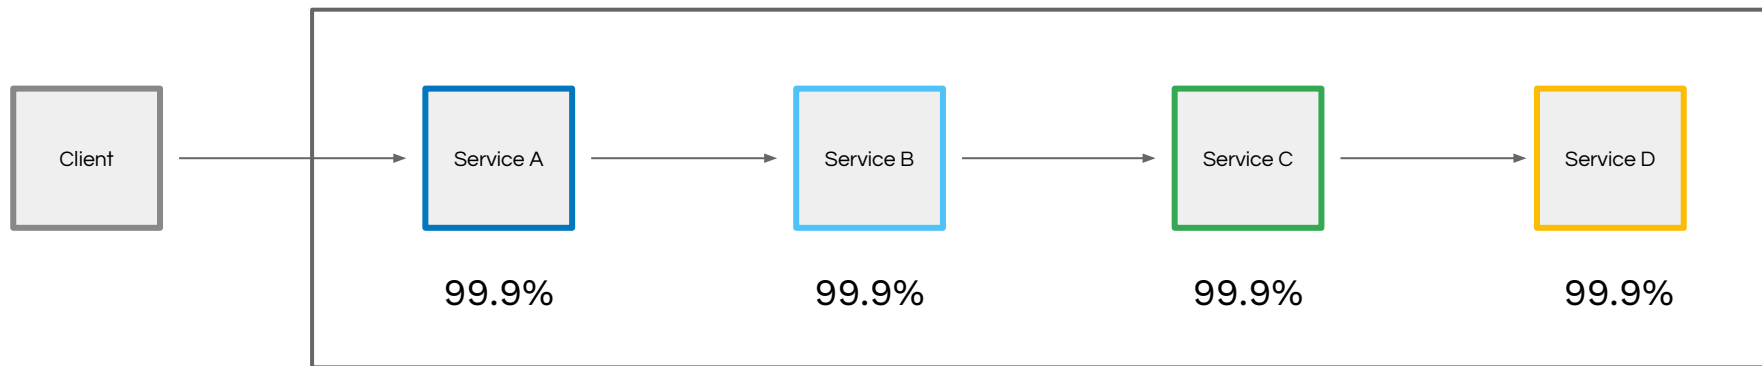 Client
Service A
Service B
Service C
Service D
99.9%
99.9%
99.9%
99.9%